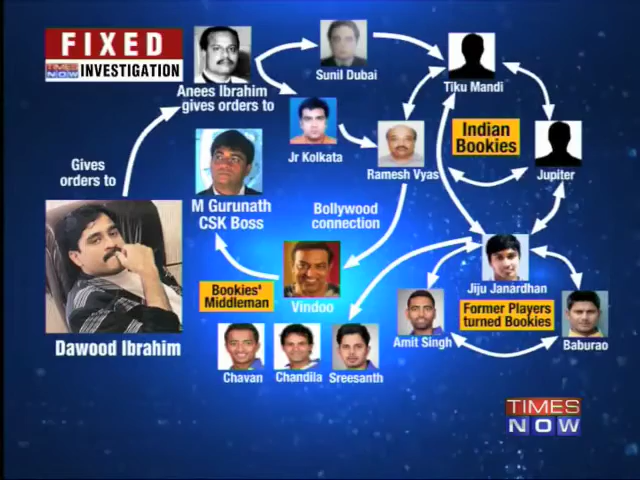 FIXED
TIMES NOW INVESTIGATION
Anees Ibrahim
gives orders to
Sunil Dubai
Tiku Mandi
Jr Kolkata
Indian
Bookies
Ramesh Vyas
Jupiter
Gives
orders to
M Gurunath
CSK Boss
Bollywood
connection
Bookies'
Middleman
Vindoo
Jiju Janardhan
Former Players
turned Bookies
Dawood Ibrahim
Amit Singh
Baburao
Chavan
Chandila
Sreesanth
TIMES
NOW